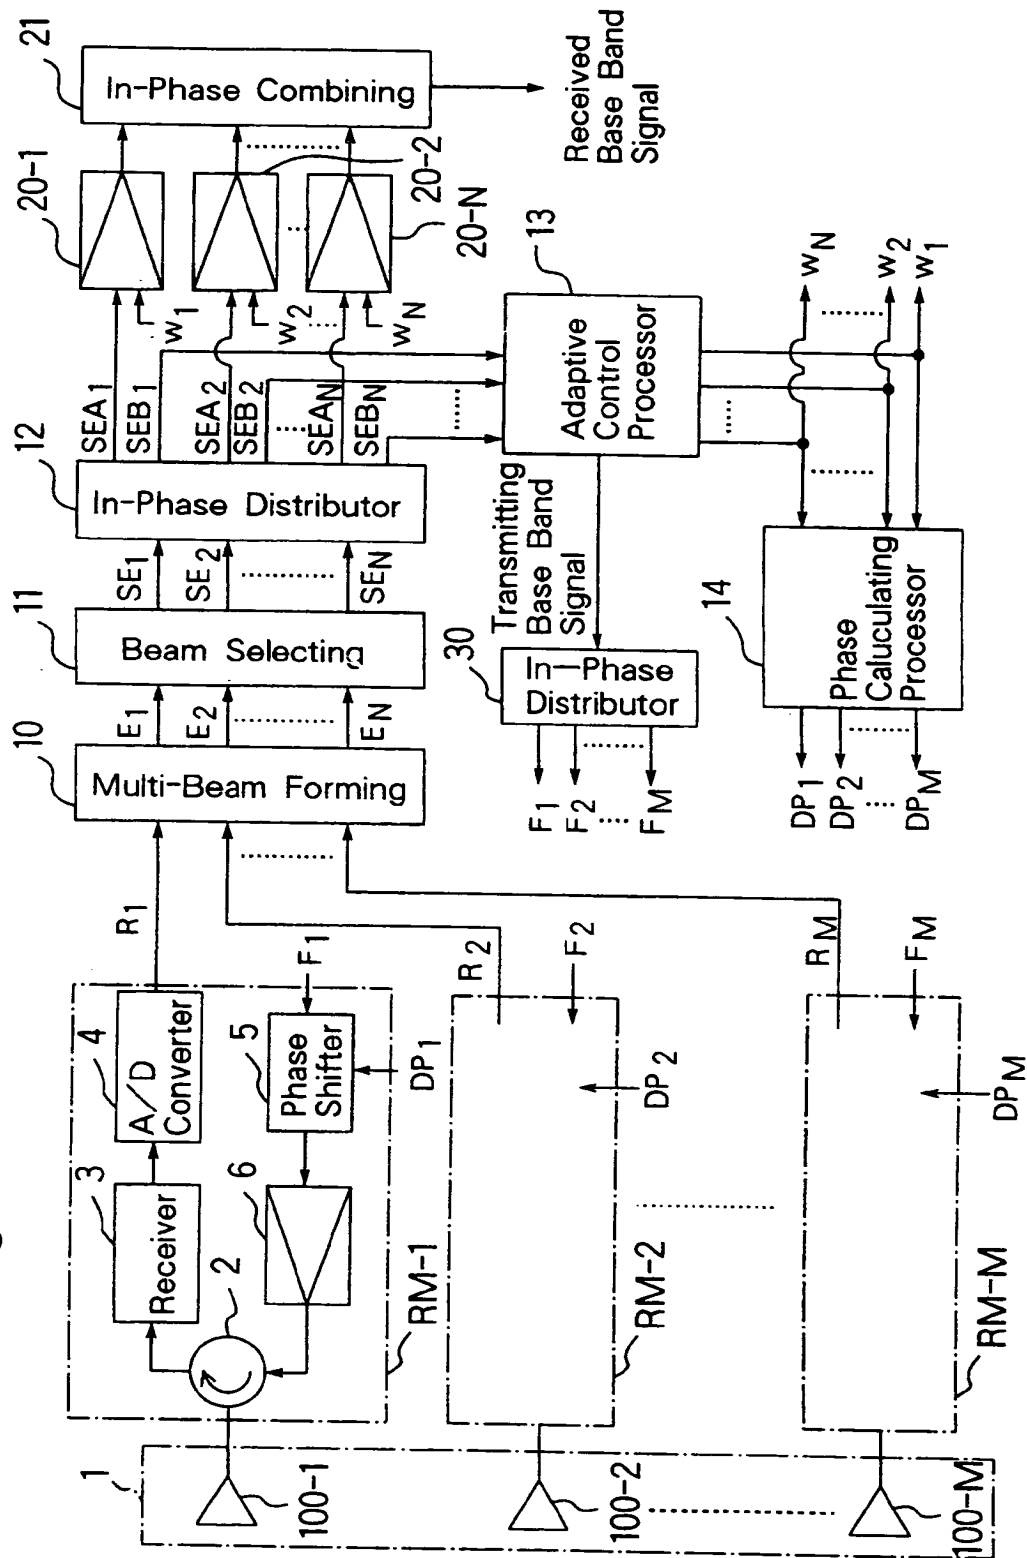 1
100-1
100-2
100-M
2
Receiver
3
A/D
Converter
4
Phase
Shifter
5
6
RM-1
RM-2
RM-M
R1
F1
DP1
R2
F2
DP2
RM
FM
DPM
Multi-Beam Forming
10
E1
E2
EN
Beam Selecting
11
SE1
SE2
SEN
In-Phase Distributor
12
SEA1
SEB1
SEA2
SEB2
SEAN
SEBN
w1
w2
wN
20-1
20-2
20-N
In-Phase Combining
21
Received
Base Band
Signal
Adaptive
Control
Processor
13
Transmitting
Base Band
Signal
In-Phase
Distributor
30
F1
F2
FM
Phase
Caluculating
Processor
14
wN
w2
w1
DP1
DP2
DPM